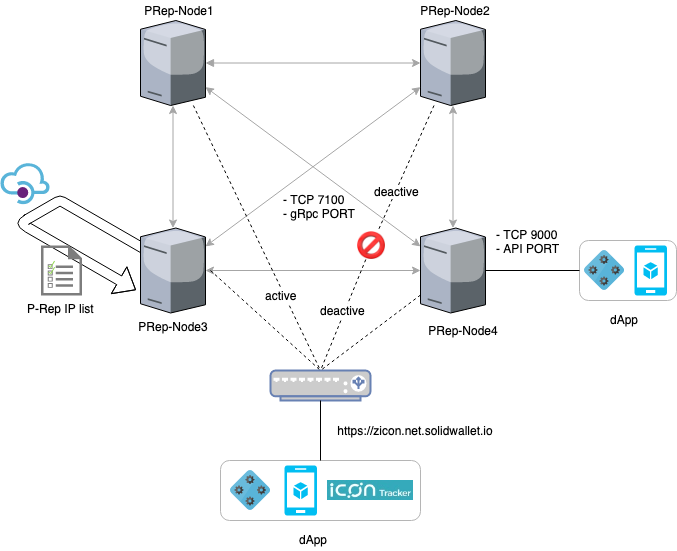 PRep-Node1
PRep-Node2
deactive
- TCP 7100
- gRpc PORT
- TCP 9000
- API PORT
P-Rep IP list
PRep-Node3
active
deactive
PRep-Node4
dApp
https://zicon.net.solidwallet.io
icon Tracker
dApp